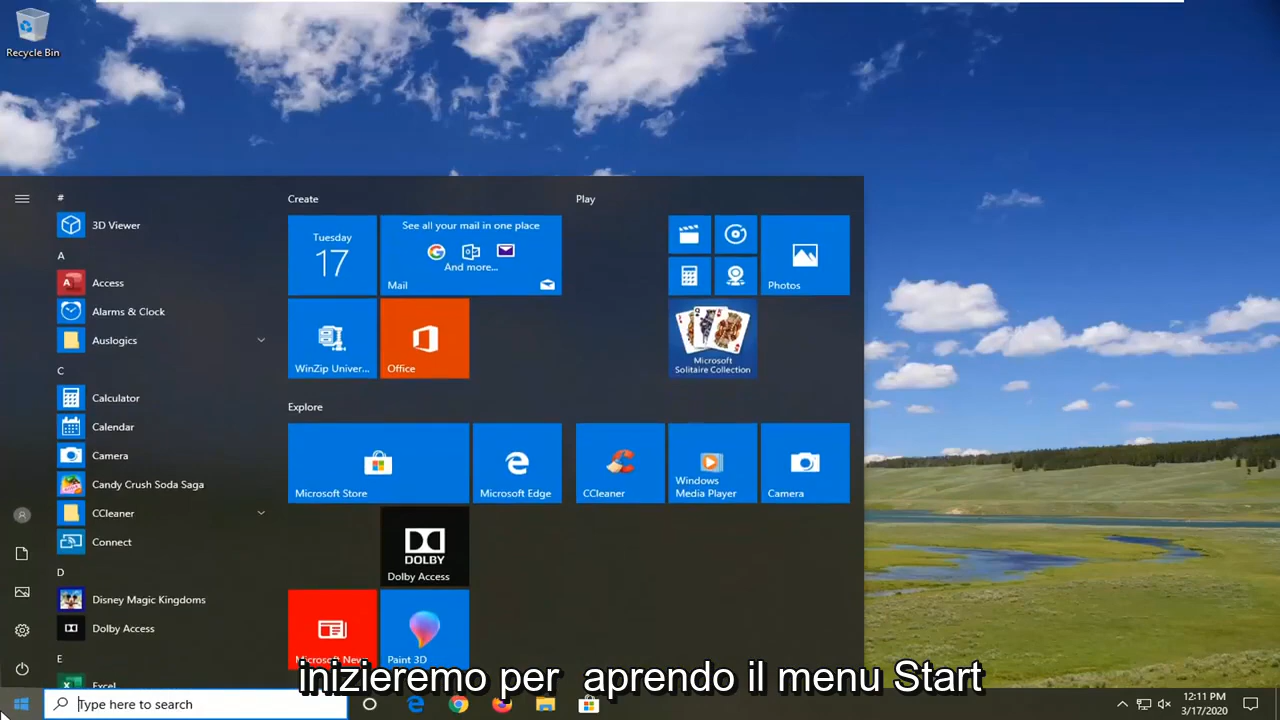 Recycle Bin
#
3D Viewer
A
Access
Alarms & Clock
Auslogics
C
Calculator
Calendar
Camera
Candy Crush Soda Saga
CCleaner
Connect
D
Disney Magic Kingdoms
Dolby Access
E
Excel
Create
Tuesday
17
See all your mail in one place
And more...
Mail
WinZip Univer...
Office
Explore
Microsoft Store
Microsoft Edge
DOLBY
Dolby Access
Microsoft News
Paint 3D
Play
Photos
Microsoft
Solitaire Collection
CCleaner
Windows
Media Player
Camera
inizieremo per aprendo il menu Start
Type here to search
12:11 PM
3/17/2020